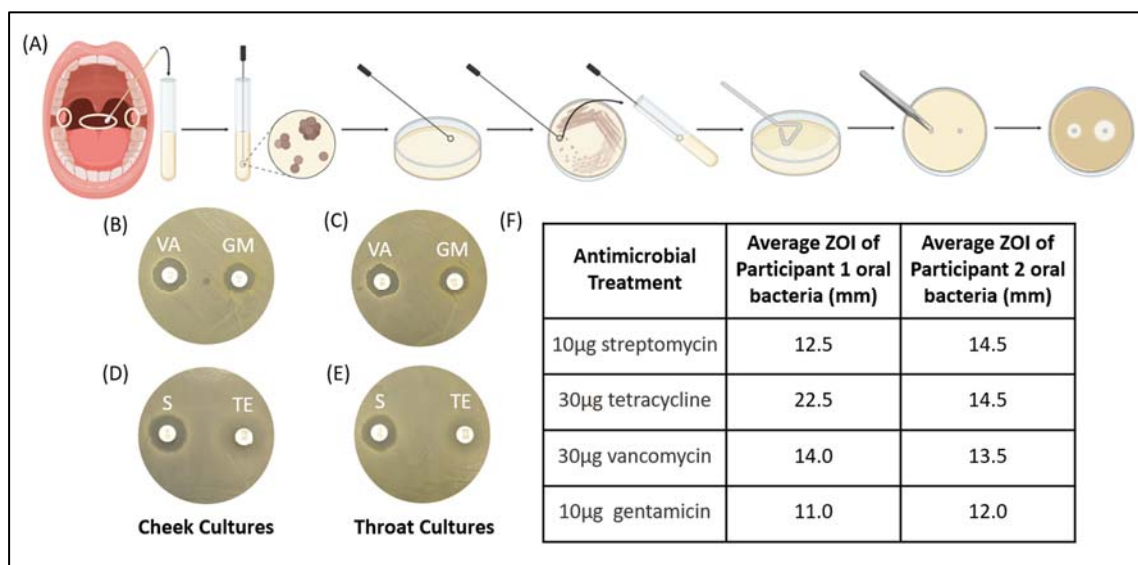 (A)
(B)
VA GM
(C)
VA GM
(D)
S TE
(E)
S TE
Cheek Cultures
Throat Cultures
(F)
Antimicrobial Treatment
Average ZOI of Participant 1 oral bacteria (mm)
Average ZOI of Participant 2 oral bacteria (mm)
10µg streptomycin 12.5 14.5
30µg tetracycline 22.5 14.5
30µg vancomycin 14.0 13.5
10µg gentamicin 11.0 12.0